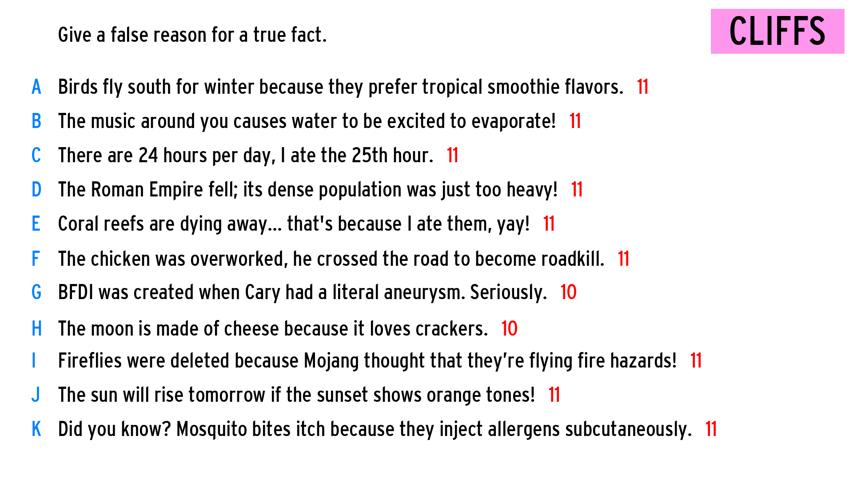 Give a false reason for a true fact.
CLIFFS
A Birds fly south for winter because they prefer tropical smoothie flavors. 11
B The music around you causes water to be excited to evaporate! 11
C There are 24 hours per day, I ate the 25th hour. 11
D The Roman Empire fell; its dense population was just too heavy! 11
E Coral reefs are dying away... that's because I ate them, yay! 11
F The chicken was overworked, he crossed the road to become roadkill. 11
G BFDI was created when Cary had a literal aneurysm. Seriously. 10
H The moon is made of cheese because it loves crackers. 10
I Fireflies were deleted because Mojang thought that they’re flying fire hazards! 11
J The sun will rise tomorrow if the sunset shows orange tones! 11
K Did you know? Mosquito bites itch because they inject allergens subcutaneously. 11